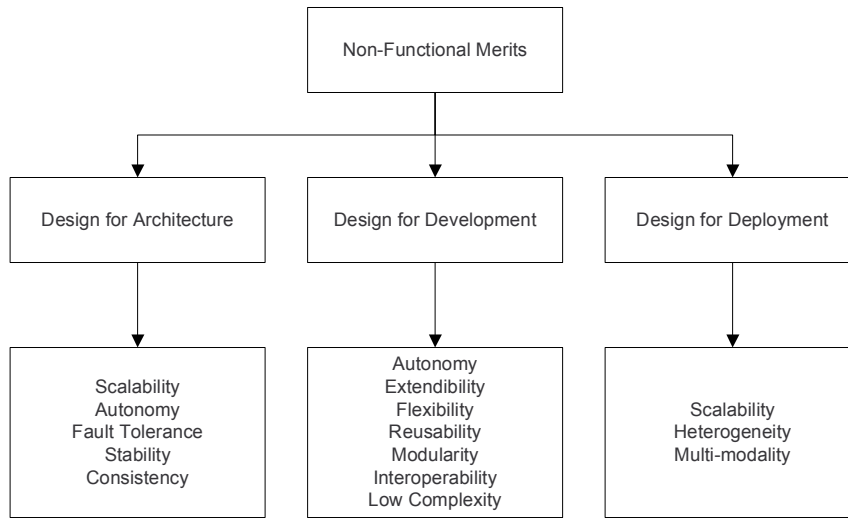 Non-Functional Merits
Design for Architecture
Design for Development
Design for Deployment
Scalability
Autonomy
Fault Tolerance
Stability
Consistency
Autonomy
Extendibility
Flexibility
Reusability
Modularity
Interoperability
Low Complexity
Scalability
Heterogeneity
Multi-modality